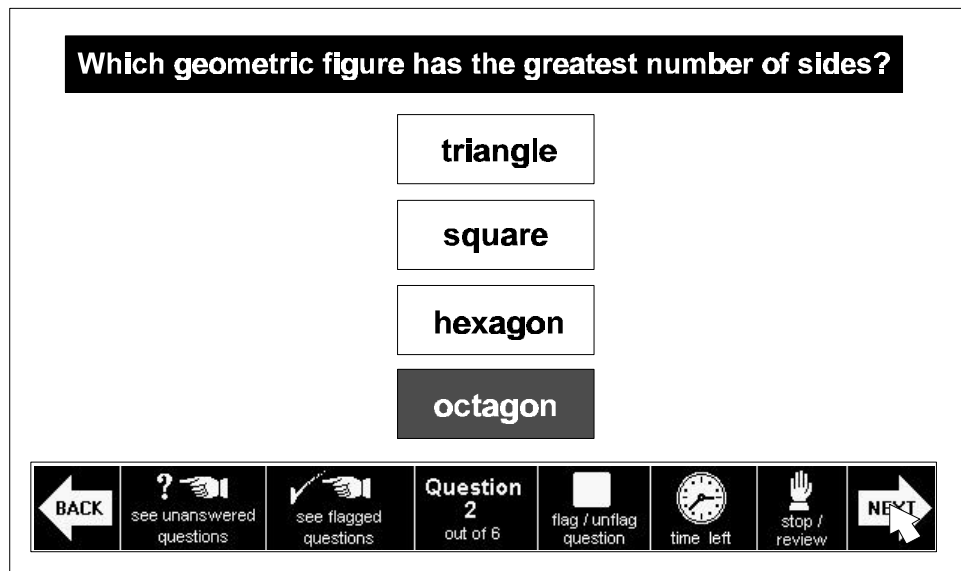 Which geometric figure has the greatest number of sides?
triangle
square
hexagon
octagon
BACK
?
see unanswered
questions
see flagged
questions
Question
2
out of 6
flag / unflag
question
time left
stop /
review
NEXT